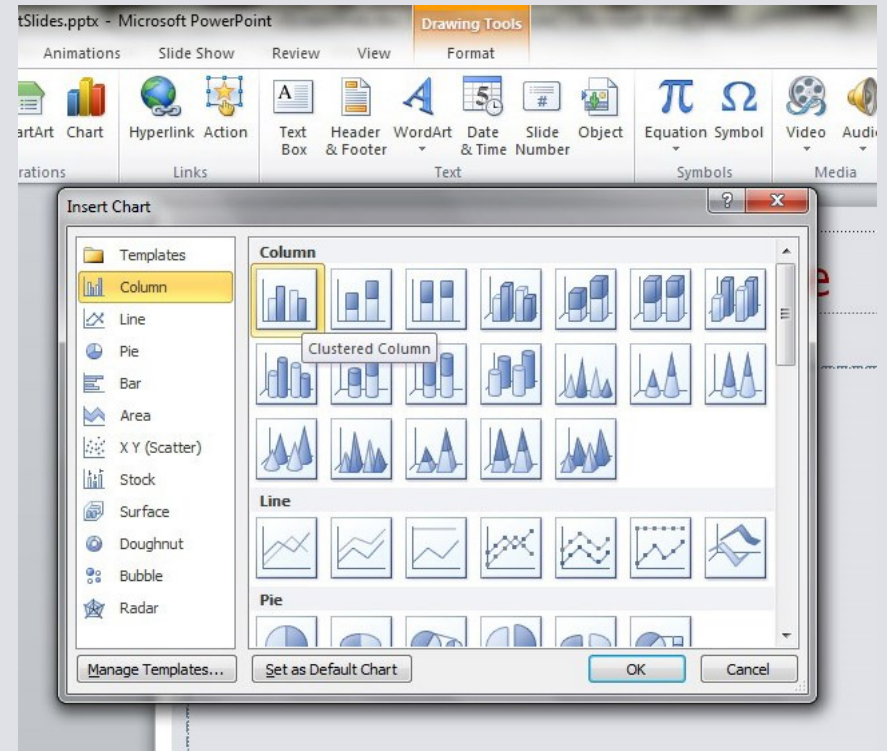 tSlides.pptx - Microsoft PowerPoint
Drawing Tools
Animations Slide Show Review View Format
artArt Chart Hyperlink Action Text Box Header & Footer WordArt Date & Time Slide Number Object Equation Symbol Video Audi
rations Links Text Symbols Media
Insert Chart
Templates
Column
Line
Pie
Bar
Area
X Y (Scatter)
Stock
Surface
Doughnut
Bubble
Radar
Column
Clustered Column
Line
Pie
Manage Templates... Set as Default Chart OK Cancel
e